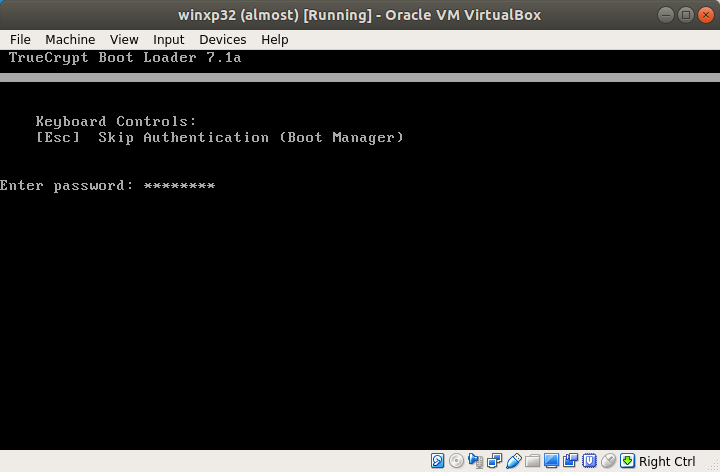 winxp32 (almost) [Running] - Oracle VM VirtualBox
File Machine View Input Devices Help
TrueCrypt Boot Loader 7.1a
Keyboard Controls:
[Esc] Skip Authentication (Boot Manager)
Enter password: ********
Right Ctrl